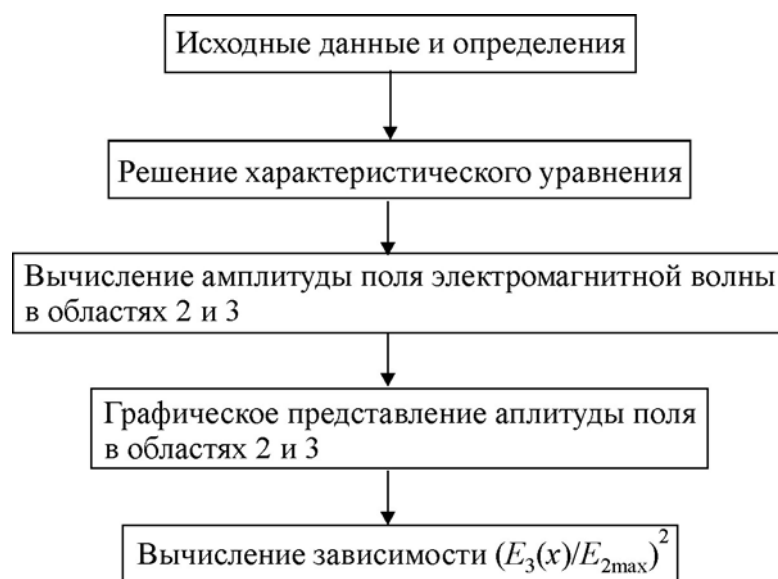 Исходные данные и определения
Решение характеристического уравнения
Вычисление амплитуды поля электромагнитной волны
в областях 2 и 3
Графическое представление аплитуды поля
в областях 2 и 3
Вычисление зависимости (E₃(x)/E₂max)²